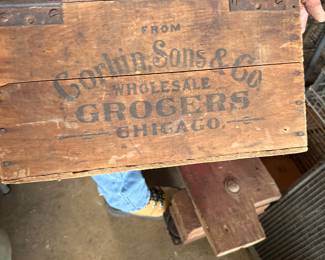 FROM
Corbin, Sons & Co.
WHOLESALE
GROCERS
CHICAGO.